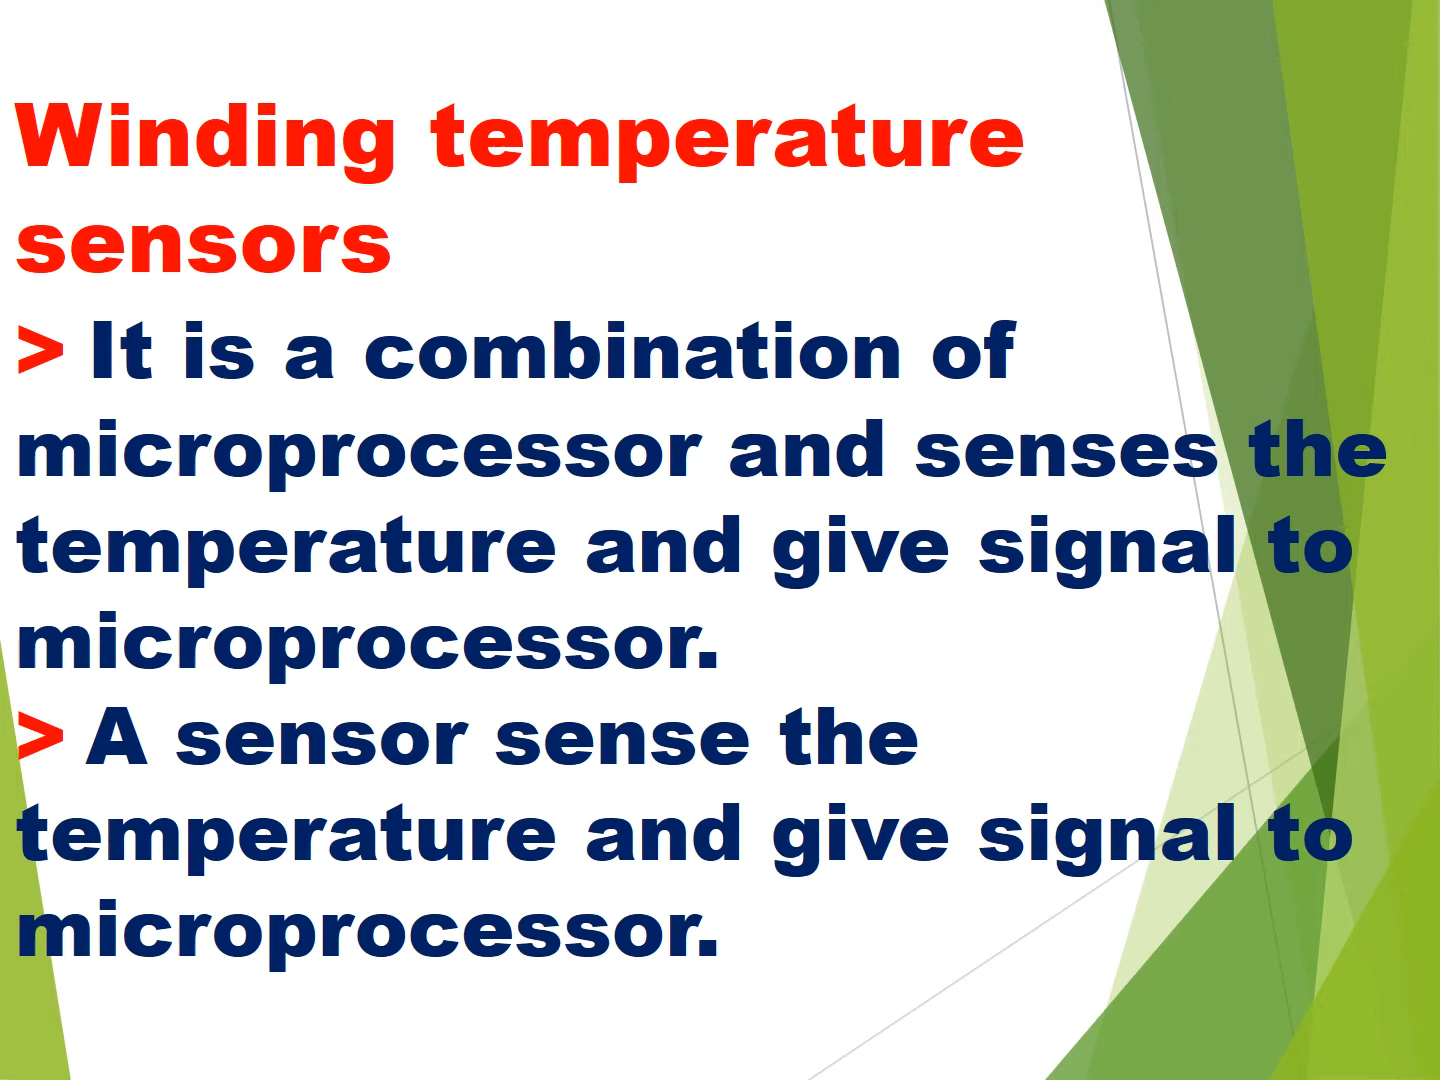 Winding temperature
sensors
> It is a combination of
microprocessor and senses the
temperature and give signal to
microprocessor.
> A sensor sense the
temperature and give signal to
microprocessor.